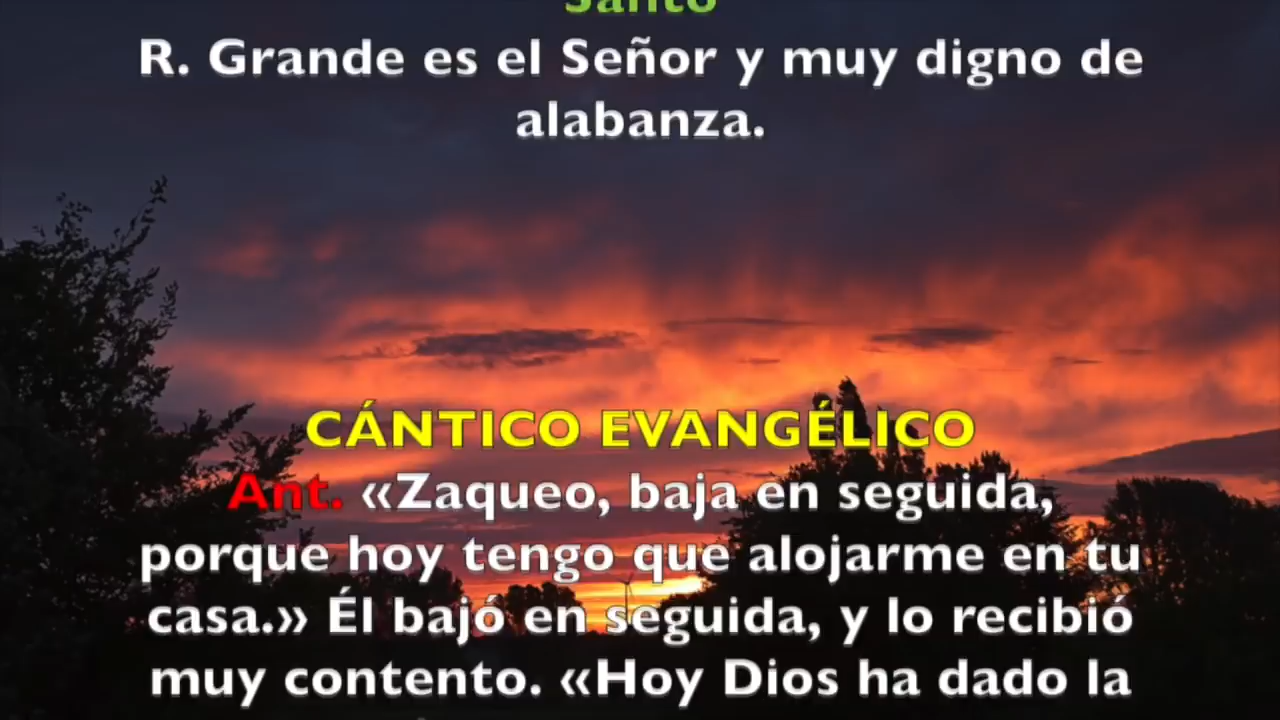 Santo
R. Grande es el Señor y muy digno de
alabanza.
CÁNTICO EVANGÉLICO
Ant. «Zaqueo, baja en seguida,
porque hoy tengo que alojarme en tu
casa.» Él bajó en seguida, y lo recibió
muy contento. «Hoy Dios ha dado la